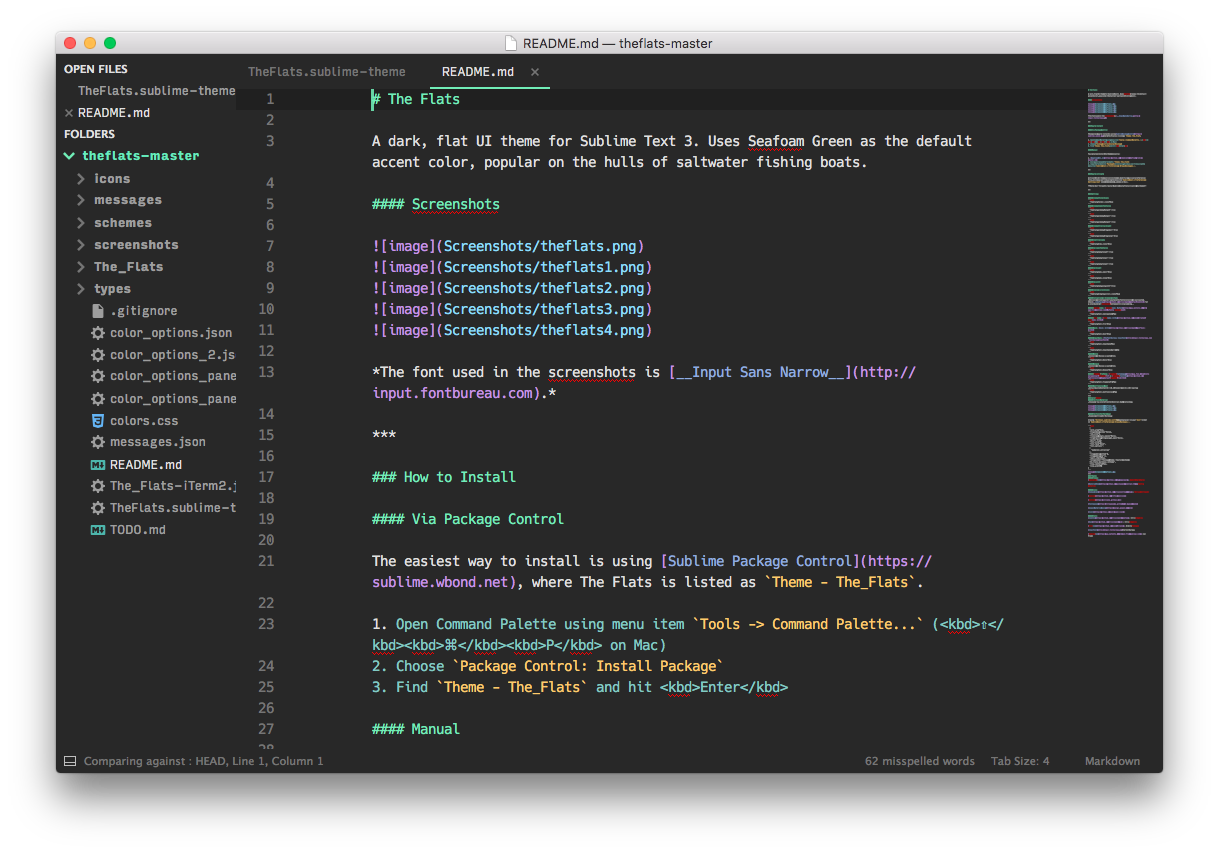 README.md — theflats-master
OPEN FILES
TheFlats.sublime-theme
README.md
FOLDERS
theflats-master
icons
messages
schemes
screenshots
The_Flats
types
.gitignore
color_options.json
color_options_2.js
color_options_pane
color_options_pane
colors.css
messages.json
README.md
The_Flats-iTerm2.j
TheFlats.sublime-t
TODO.md
TheFlats.sublime-theme README.md ×
1 # The Flats
2
3 A dark, flat UI theme for Sublime Text 3. Uses Seafoam Green as the default
accent color, popular on the hulls of saltwater fishing boats.
4
5 #### Screenshots
6
7 ![image](Screenshots/theflats.png)
8 ![image](Screenshots/theflats1.png)
9 ![image](Screenshots/theflats2.png)
10 ![image](Screenshots/theflats3.png)
11 ![image](Screenshots/theflats4.png)
12
13 *The font used in the screenshots is [__Input Sans Narrow__](http://
input.fontbureau.com).*
14
15 ***
16
17 ### How to Install
18
19 #### Via Package Control
20
21 The easiest way to install is using [Sublime Package Control](https://
sublime.wbond.net), where The Flats is listed as `Theme - The_Flats`.
22
23 1. Open Command Palette using menu item `Tools -> Command Palette...` (<kbd>⇧</
kbd><kbd>⌘</kbd><kbd>P</kbd> on Mac)
24 2. Choose `Package Control: Install Package`
25 3. Find `Theme - The_Flats` and hit <kbd>Enter</kbd>
26
27 #### Manual
28
Comparing against : HEAD, Line 1, Column 1
62 misspelled words Tab Size: 4 Markdown